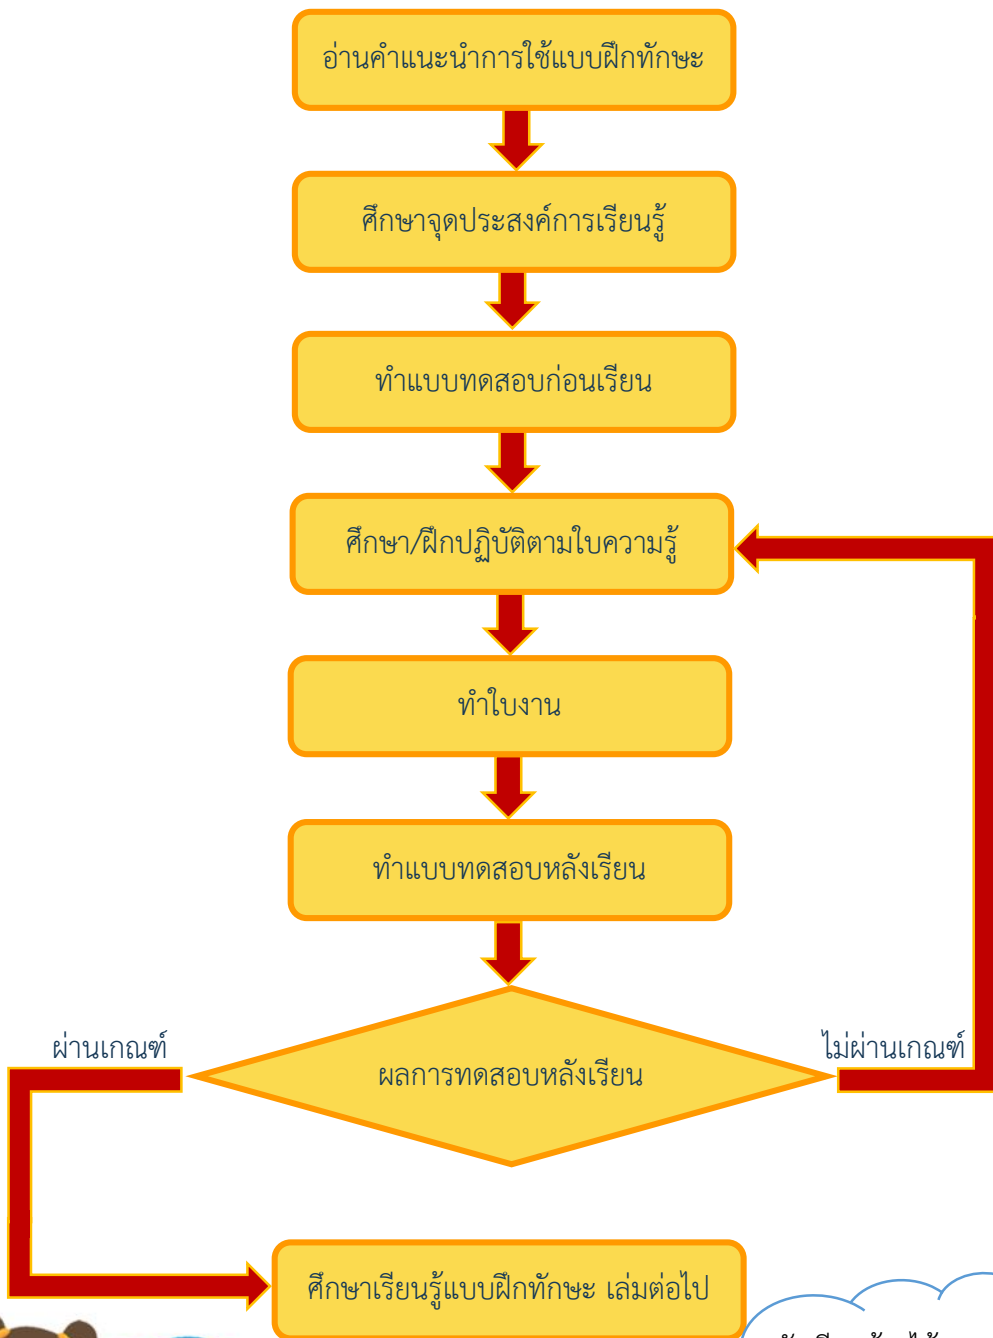 อ่านคำแนะนำการใช้แบบฝึกทักษะ
ศึกษาจุดประสงค์การเรียนรู้
ทำแบบทดสอบก่อนเรียน
ศึกษา/ฝึกปฏิบัติตามใบความรู้
ทำใบงาน
ทำแบบทดสอบหลังเรียน
ผ่านเกณฑ์
ไม่ผ่านเกณฑ์
ผลการทดสอบหลังเรียน
ศึกษาเรียนรู้แบบฝึกทักษะ เล่มต่อไป